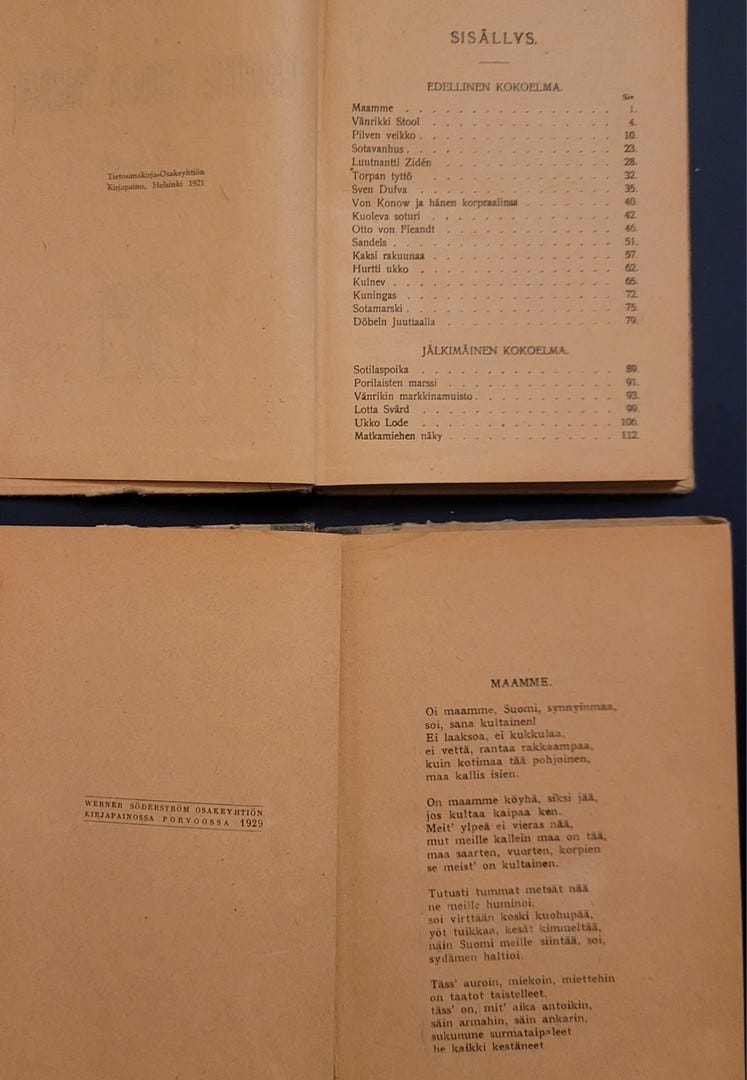 Tietosanakirja-Osakeyhtiön
Kirjapaino, Helsinki 1921
SISÄLLYS.
EDELLINEN KOKOELMA.
Siv.
Maamme . . . . . . . . . . . . . . . 1.
Vänrikki Stool . . . . . . . . . . . . . 4.
Pilven veikko . . . . . . . . . . . . . . 10.
Sotavanhus . . . . . . . . . . . . . . . 23.
Luutnantti Zidén . . . . . . . . . . . . 28.
Torpan tyttö . . . . . . . . . . . . . . 32.
Sven Dufva . . . . . . . . . . . . . . . 35.
Von Konow ja hänen korpraalinsa . . . . . . 40.
Kuoleva soturi . . . . . . . . . . . . . 42.
Otto von Fieandt . . . . . . . . . . . . 46.
Sandels . . . . . . . . . . . . . . . . 51.
Kaksi rakuunaa . . . . . . . . . . . . . 57.
Hurtti ukko . . . . . . . . . . . . . . 62.
Kulnev . . . . . . . . . . . . . . . . 65.
Kuningas . . . . . . . . . . . . . . . 72.
Sotamarski . . . . . . . . . . . . . . . 75.
Döbeln Juuttaalla . . . . . . . . . . . . 79.
JÄLKIMÄINEN KOKOELMA.
Sotilaspoika . . . . . . . . . . . . . . 89.
Porilaisten marssi . . . . . . . . . . . . 91.
Vänrikin markkinamuisto . . . . . . . . . . 93.
Lotta Svärd . . . . . . . . . . . . . . 99.
Ukko Lode . . . . . . . . . . . . . . . 106.
Matkamiehen näky . . . . . . . . . . . . 112.
WERNER SÖDERSTRÖM OSAKEYHTIÖN
KIRJAPAINOSSA PORVOOSSA 1929
MAAMME.
Oi maamme, Suomi, synnyinmaa,
soi, sana kultainen!
Ei laaksoa, ei kukkulaa,
ei vettä, rantaa rakkaampaa,
kuin kotimaa tää pohjoinen,
maa kallis isien.
On maamme köyhä, siksi jää,
jos kultaa kaipaa ken.
Meit' ylpeä ei vieras nää,
mut meille kallein maa on tää,
maa saarten, vuorten, korpien
se meist' on kultainen.
Tutusti tummat metsät nää
ne meille huminoi,
soi virttään koski kuohupää,
yöt tuikkaa, kesät kimmeltää,
näin Suomi meille siintää, soi,
sydämen haltioi.
Täss' auroin, miekoin, miettehin
on taatot taistelleet,
täss' on, mit' aika antoikin,
säin armahin, säin ankarin,
sukumme surmataipaleet
he kaikki kestäneet